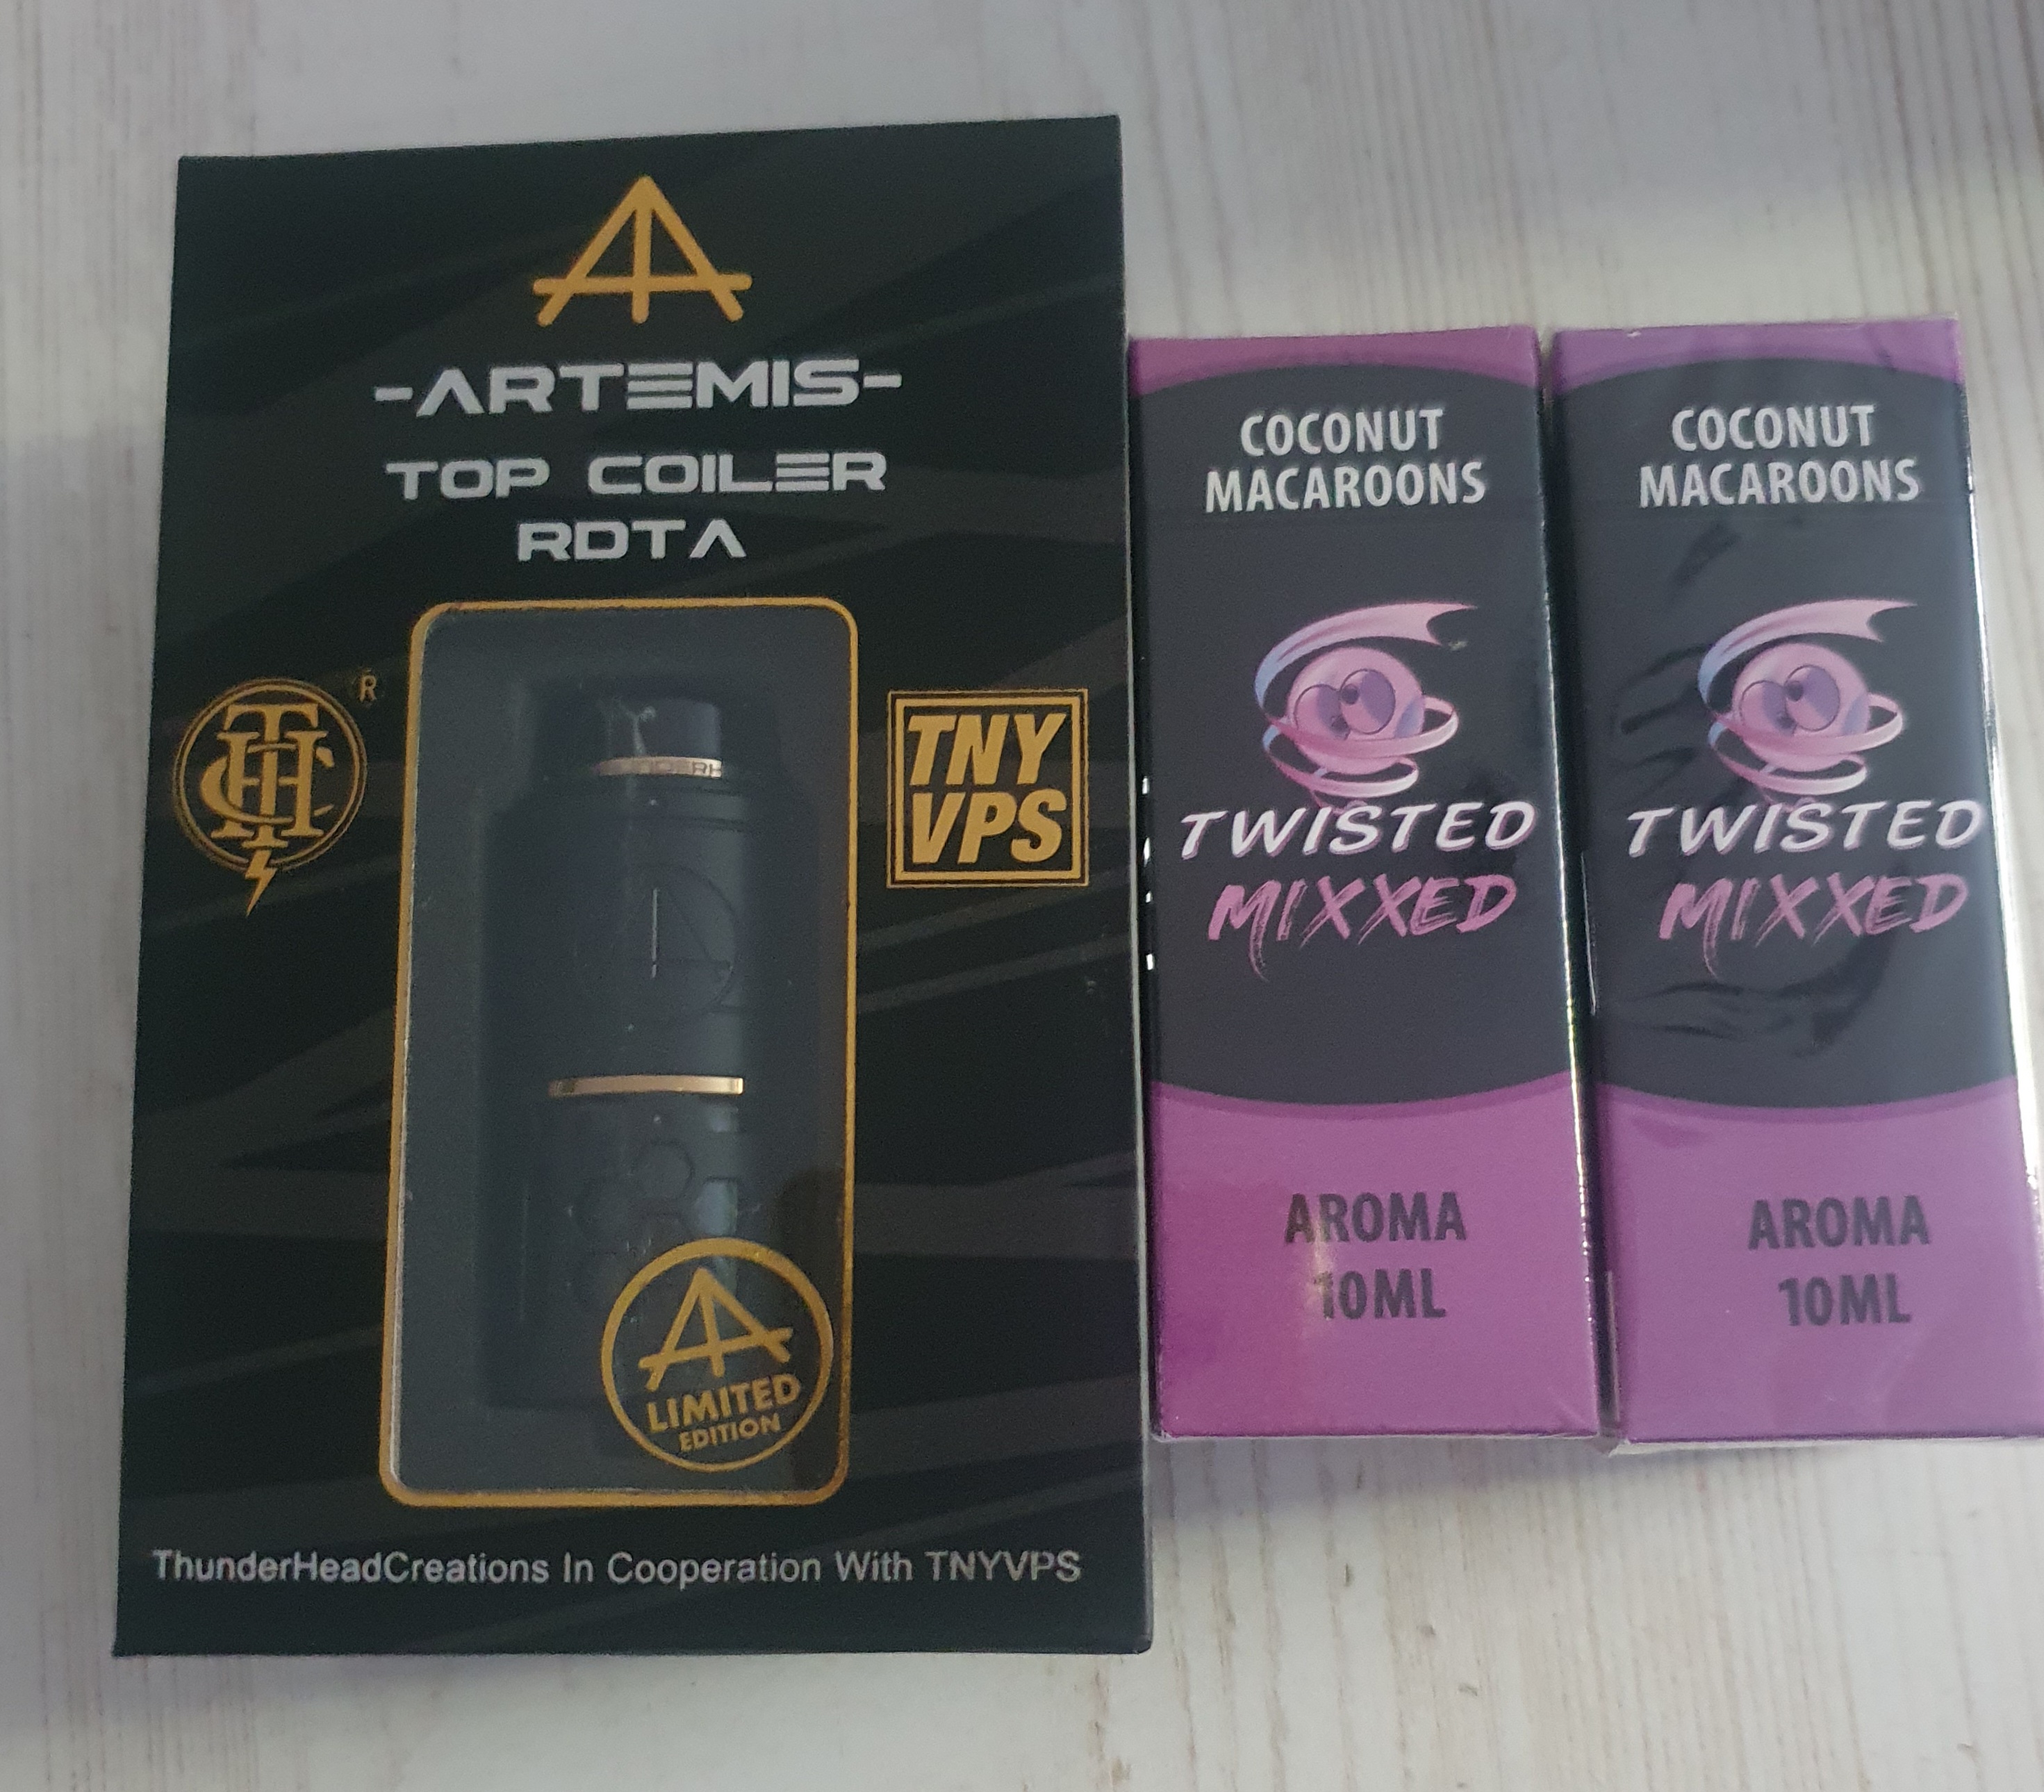 -ARTEMIS-
TOP COILER
RDTA
THC
®
TNY
VPS
LIMITED
EDITION
ThunderHeadCreations In Cooperation With TNYVPS
COCONUT
MACAROONS
TWISTED
MIXXED
AROMA
10ML
COCONUT
MACAROONS
TWISTED
MIXXED
AROMA
10ML